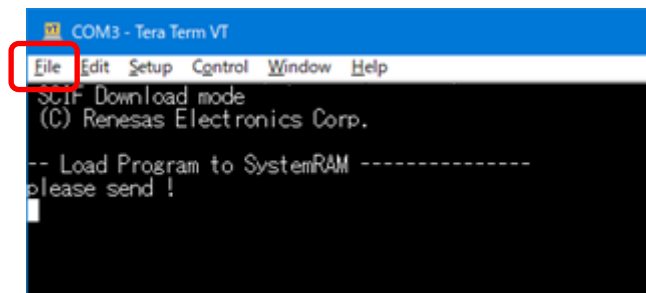 COM3 - Tera Term VT
File Edit Setup Control Window Help
SCIF Download mode
(C) Renesas Electronics Corp.
-- Load Program to SystemRAM ---------------
please send !